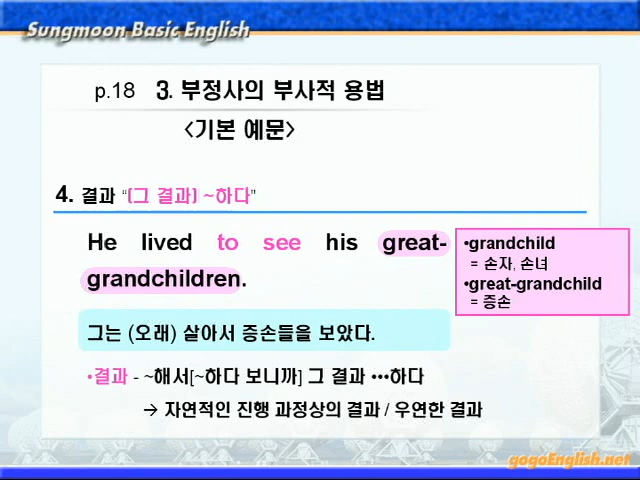 Sungmoon Basic English
p.18 3. 부정사의 부사적 용법
<기본 예문>
4. 결과 “(그 결과) ~하다”
He lived to see his great-
grandchildren.
•grandchild
= 손자, 손녀
•great-grandchild
= 증손
그는 (오래) 살아서 증손들을 보았다.
•결과 - ~해서[~하다 보니까] 그 결과 •••하다
→ 자연적인 진행 과정상의 결과 / 우연한 결과
gogoEnglish.net